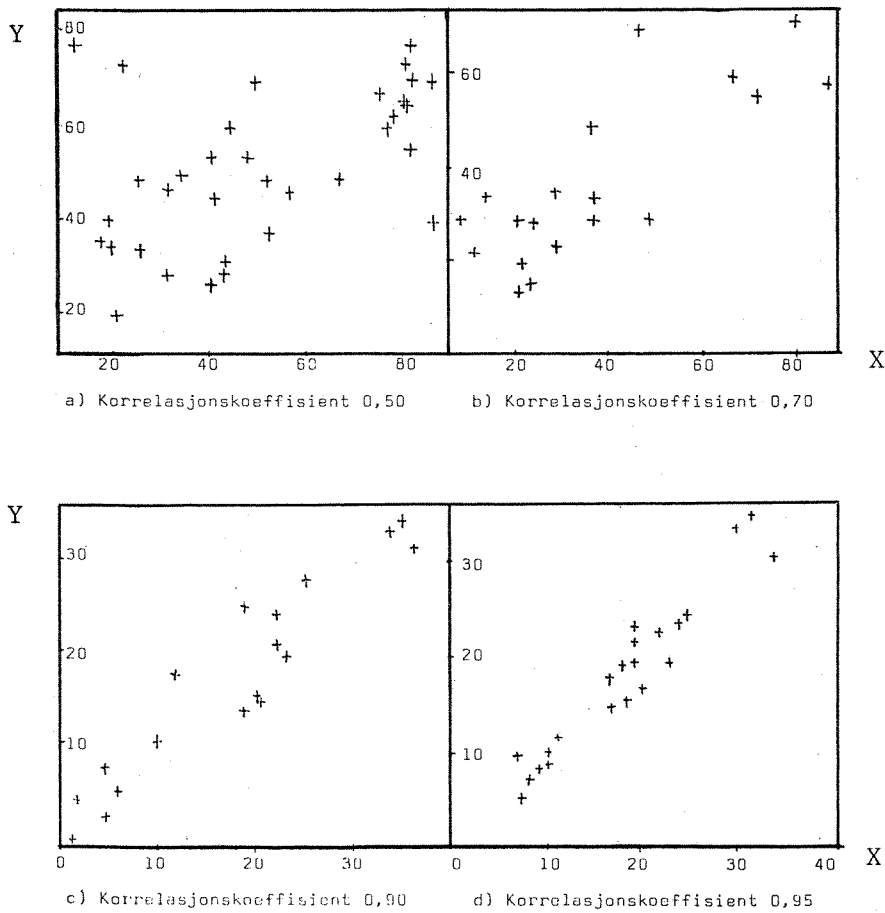 Y
80
60
40
20
20 40 60 80
60
40
20 40 60 80
X
a) Korrelasjonskoeffisient 0,50
b) Korrelasjonskoeffisient 0,70
Y
30
20
10
0 10 20 30
30
20
10
0 10 20 30 40
X
c) Korrelasjonskoeffisient 0,90
d) Korrelasjonskoeffisient 0,95